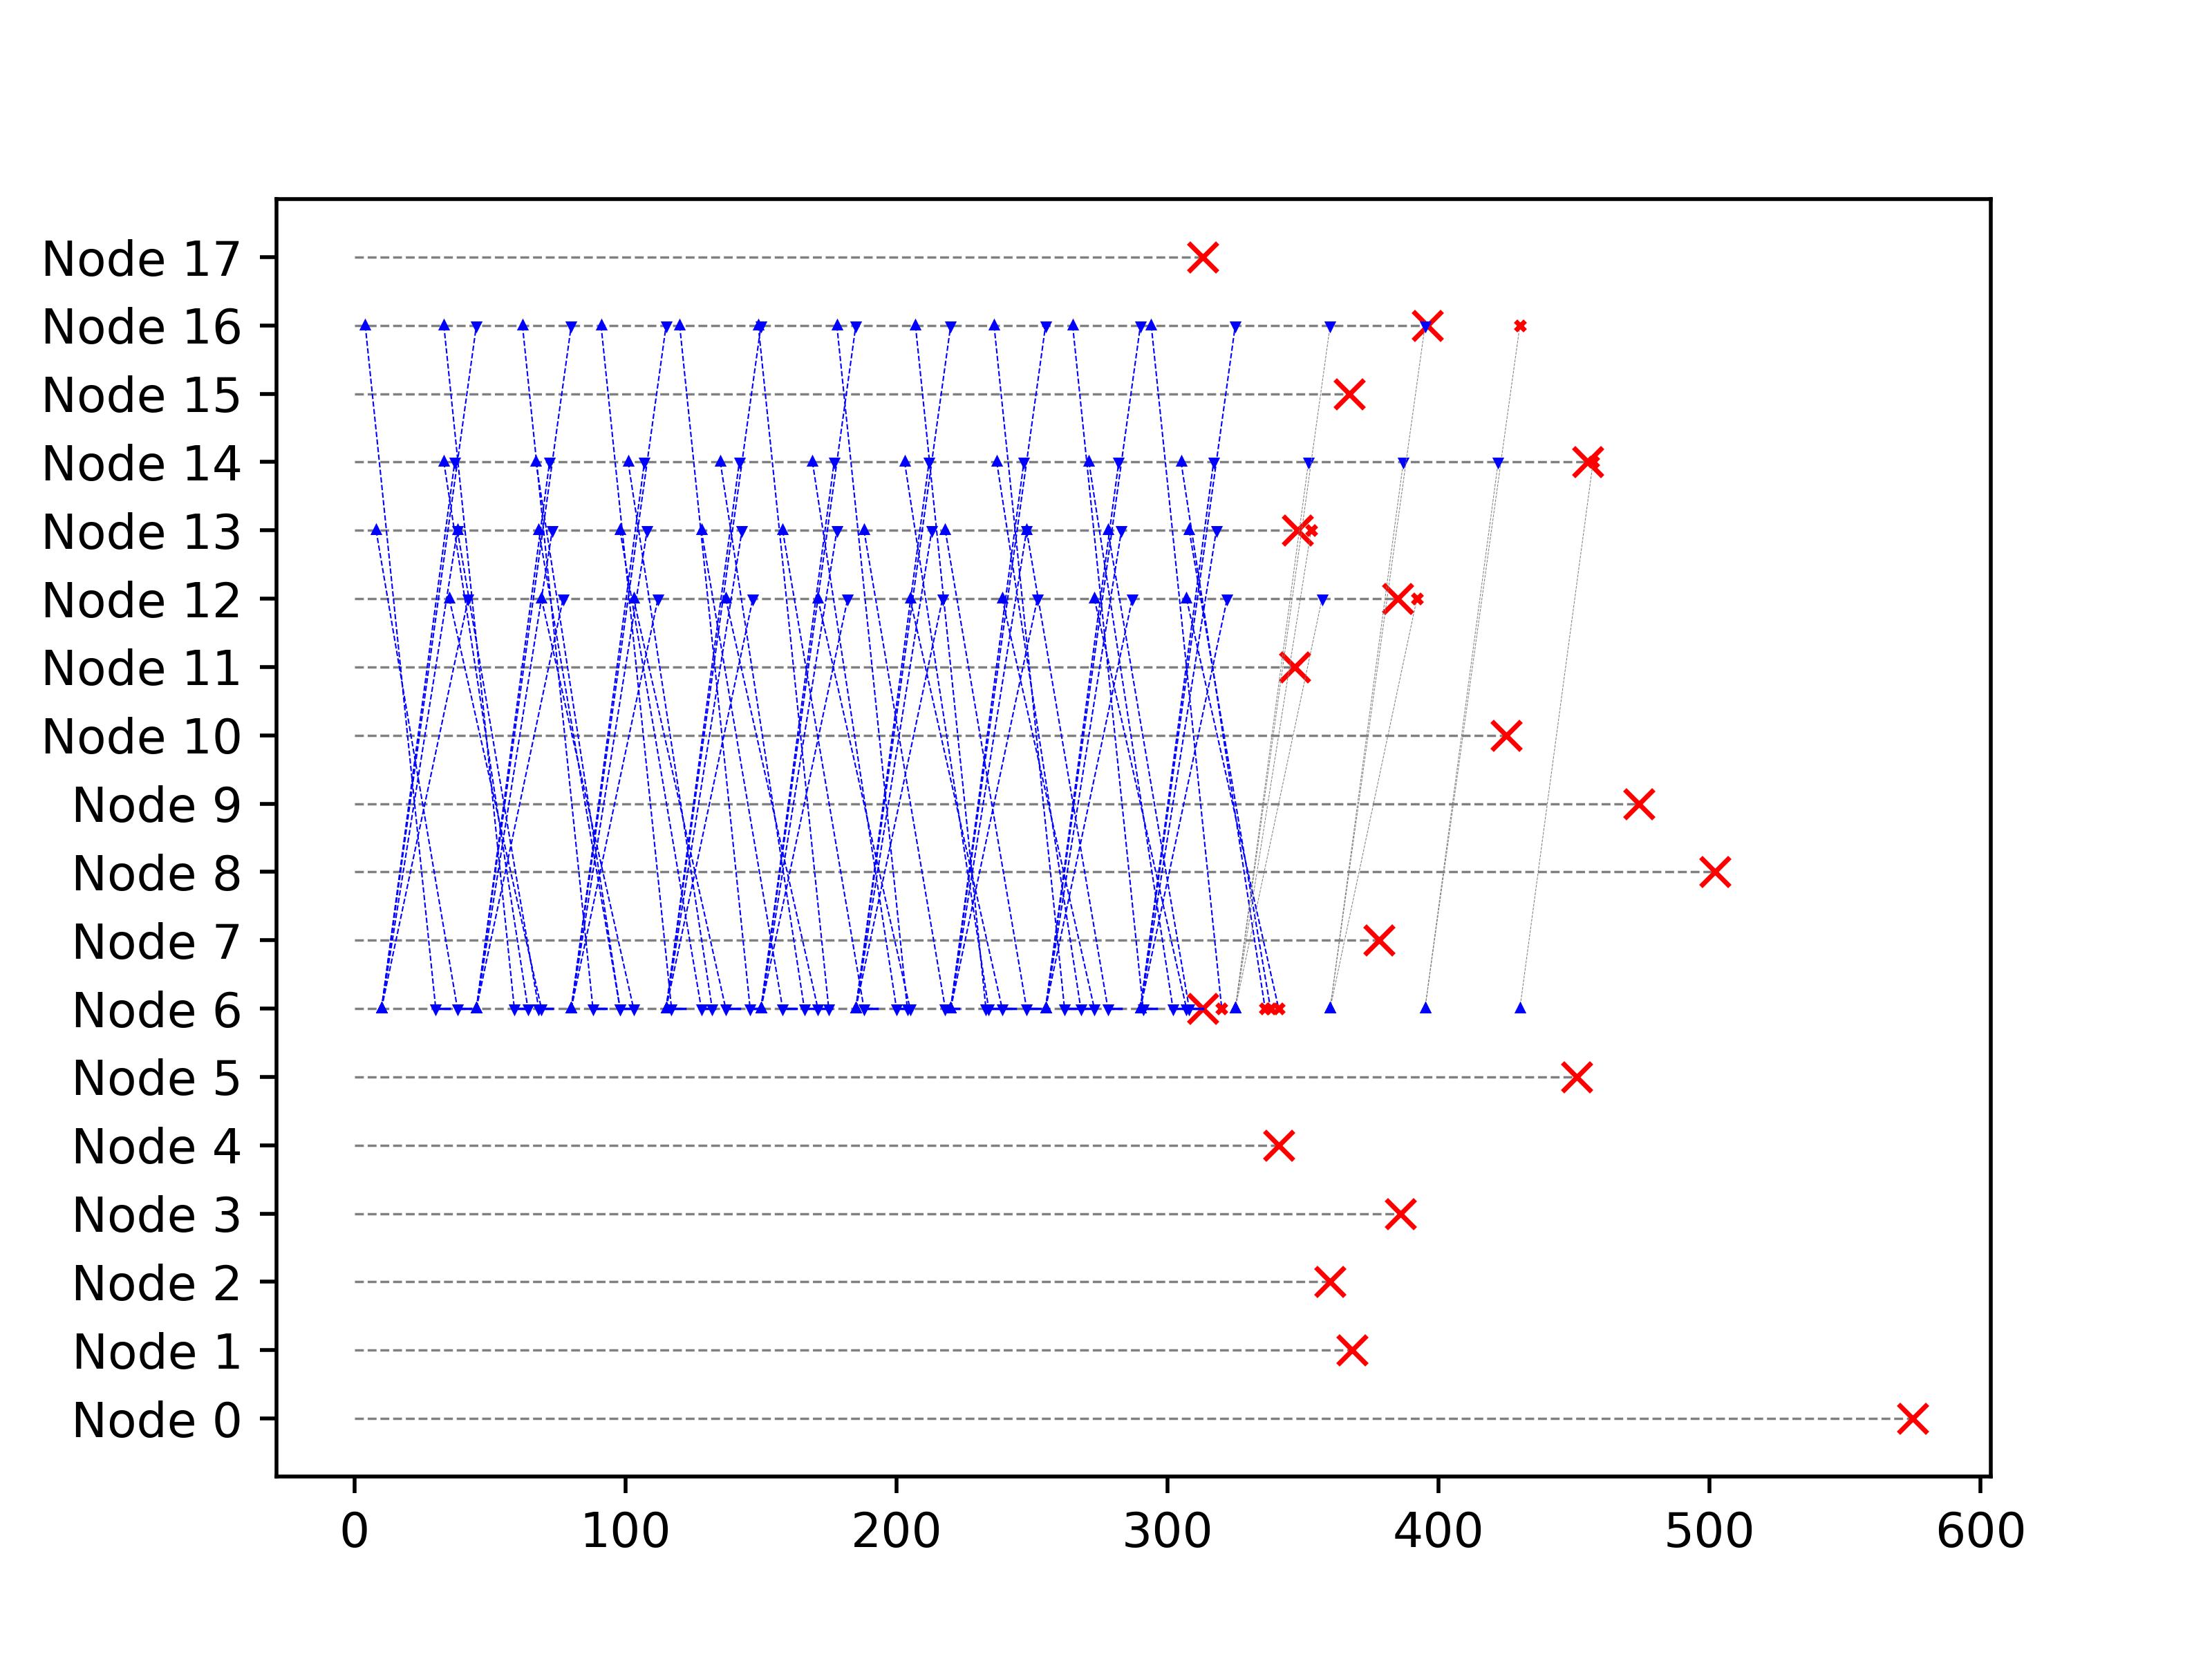 Node 17
Node 16
Node 15
Node 14
Node 13
Node 12
Node 11
Node 10
Node 9
Node 8
Node 7
Node 6
Node 5
Node 4
Node 3
Node 2
Node 1
Node 0
0 100 200 300 400 500 600